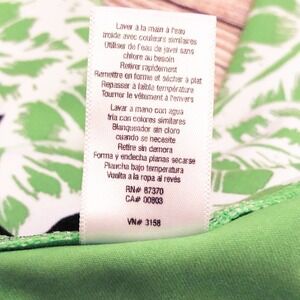 Laver à la main à l'eau
froide avec couleurs similaires
Utiliser de l'eau de javel sans
chlore au besoin
Retirer rapidement
Remettre en forme et sécher à plat
Repasser à faible température
Tourner le vêtement à l'envers
Lavar a mano con agua
fria con colores similares
Blanqueador sin cloro
cuando se necesite
Retire sin demora
Forma y endecha planas secarse
Plancha bajo temperatura
Vuelta a la ropa al revés
RN# 87370
CA# 00803
VN# 3158